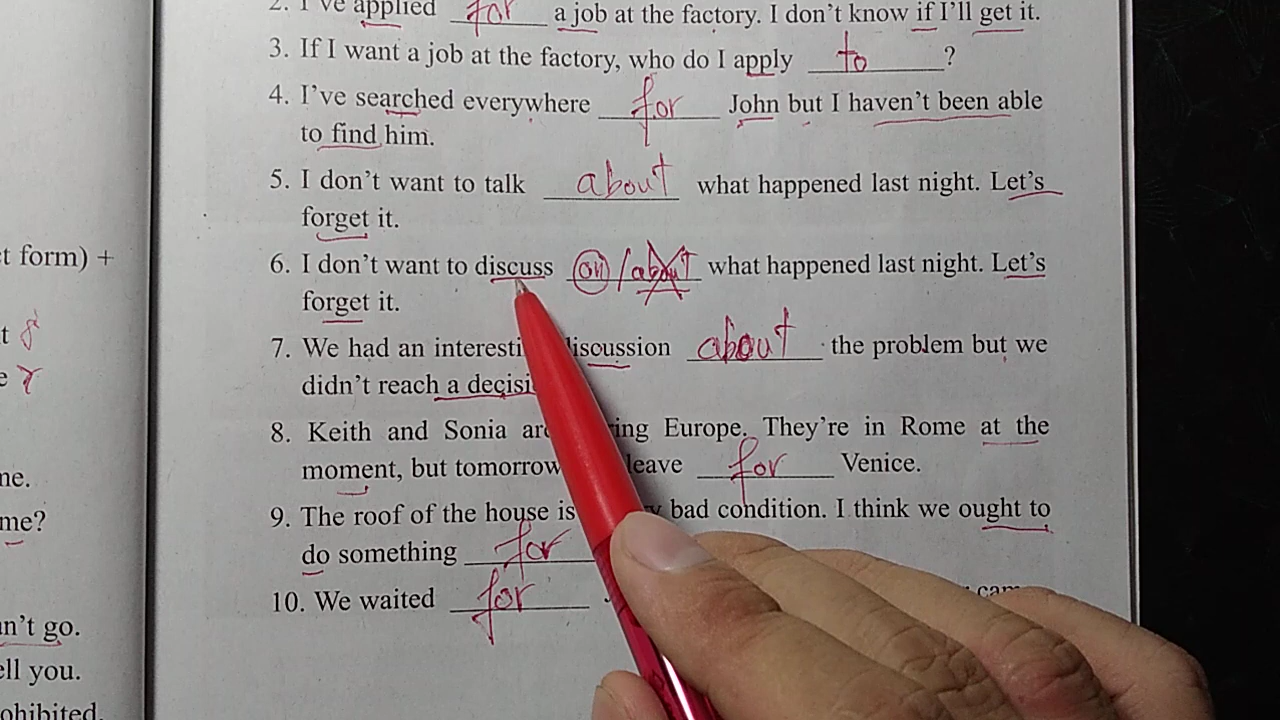 2. I've applied for a job at the factory. I don't know if I'll get it.
3. If I want a job at the factory, who do I apply to ?
4. I've searched everywhere for John but I haven't been able
to find him.
5. I don't want to talk about what happened last night. Let's
forget it.
t form) +
6. I don't want to discuss on / about what happened last night. Let's
forget it.
t
7. We had an interesti discussion about the problem but we
e
didn't reach a decisi
8. Keith and Sonia are ring Europe. They're in Rome at the
moment, but tomorrow leave for Venice.
ne.
9. The roof of the house is y bad condition. I think we ought to
me?
do something for
10. We waited for
n't go.
ell you.
ohibited.